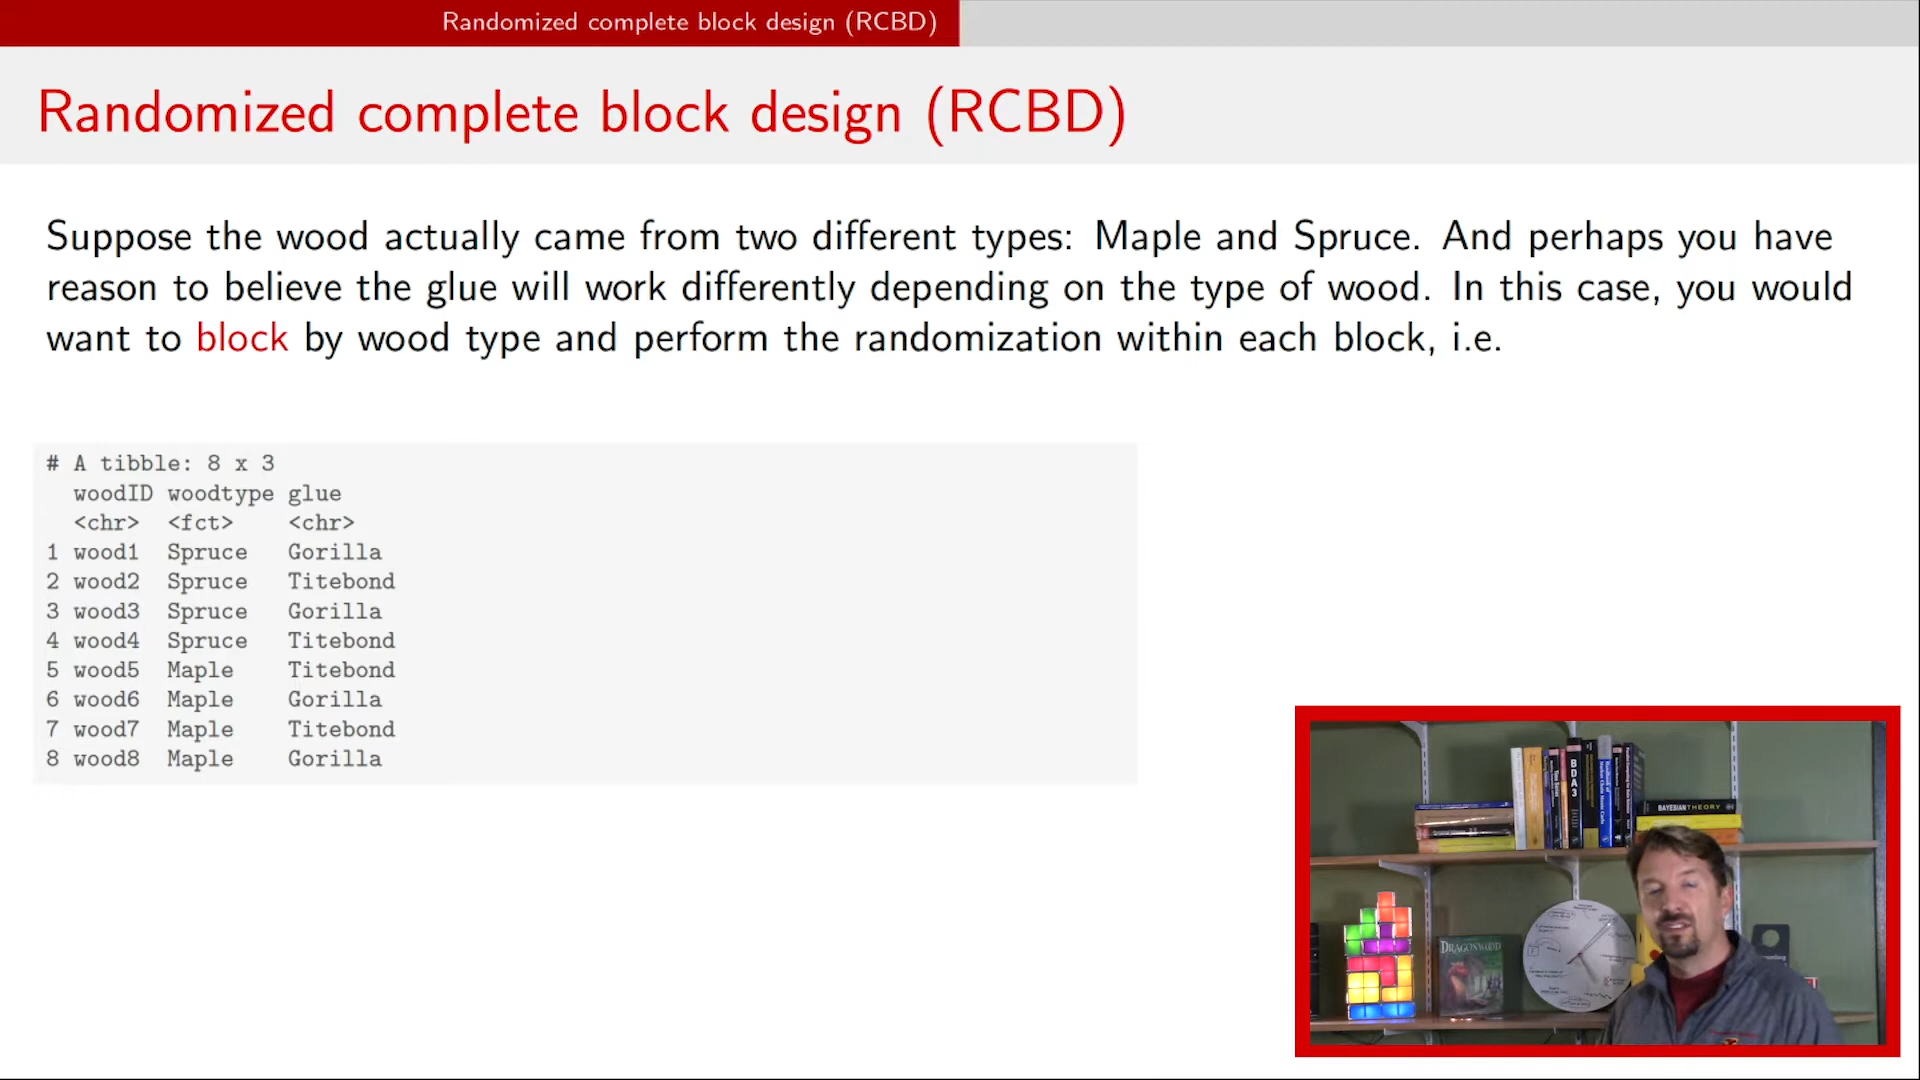 Randomized complete block design (RCBD)
Randomized complete block design (RCBD)
Suppose the wood actually came from two different types: Maple and Spruce. And perhaps you have
reason to believe the glue will work differently depending on the type of wood. In this case, you would
want to block by wood type and perform the randomization within each block, i.e.
# A tibble: 8 x 3
woodID woodtype glue
<chr> <fct> <chr>
1 wood1 Spruce Gorilla
2 wood2 Spruce Titebond
3 wood3 Spruce Gorilla
4 wood4 Spruce Titebond
5 wood5 Maple Titebond
6 wood6 Maple Gorilla
7 wood7 Maple Titebond
8 wood8 Maple Gorilla
BDA3
BAYESIAN THEORY
DRAGONWOOD